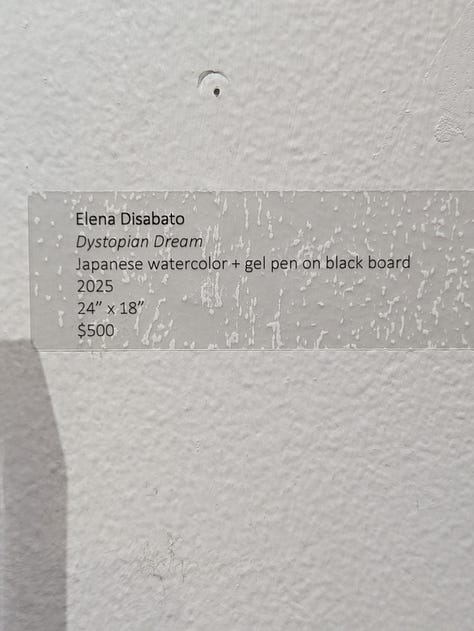 Elena Disabato
Dystopian Dream
Japanese watercolor + gel pen on black board
2025
24” x 18”
$500